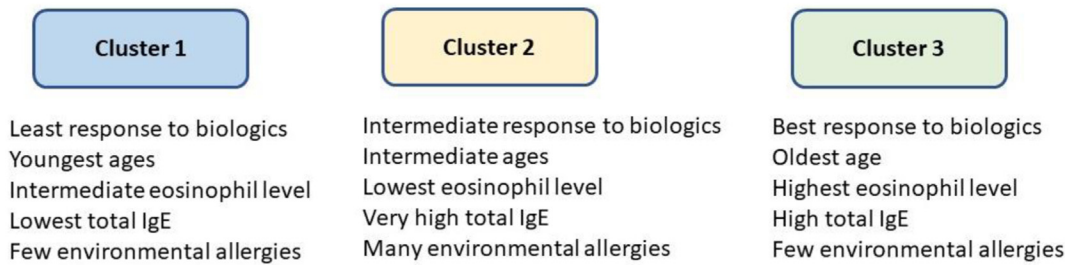 Cluster 1
Least response to biologics
Youngest ages
Intermediate eosinophil level
Lowest total IgE
Few environmental allergies
Cluster 2
Intermediate response to biologics
Intermediate ages
Lowest eosinophil level
Very high total IgE
Many environmental allergies
Cluster 3
Best response to biologics
Oldest age
Highest eosinophil level
High total IgE
Few environmental allergies